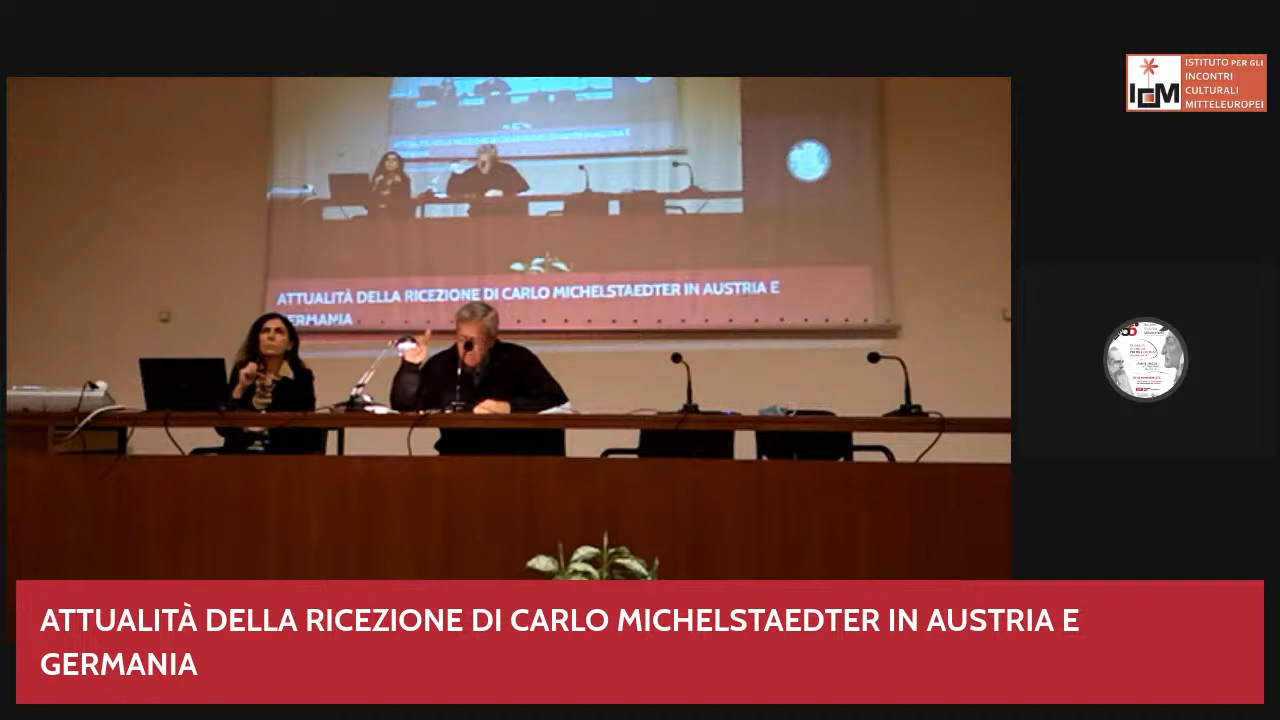 ISTITUTO PER GLI
INCONTRI
CULTURALI
MITTELEUROPEI
ICM
ATTUALITÀ DELLA RICEZIONE DI CARLO MICHELSTAEDTER IN AUSTRIA E
GERMANIA
ATTUALITÀ DELLA RICEZIONE DI CARLO MICHELSTAEDTER IN AUSTRIA E
GERMANIA